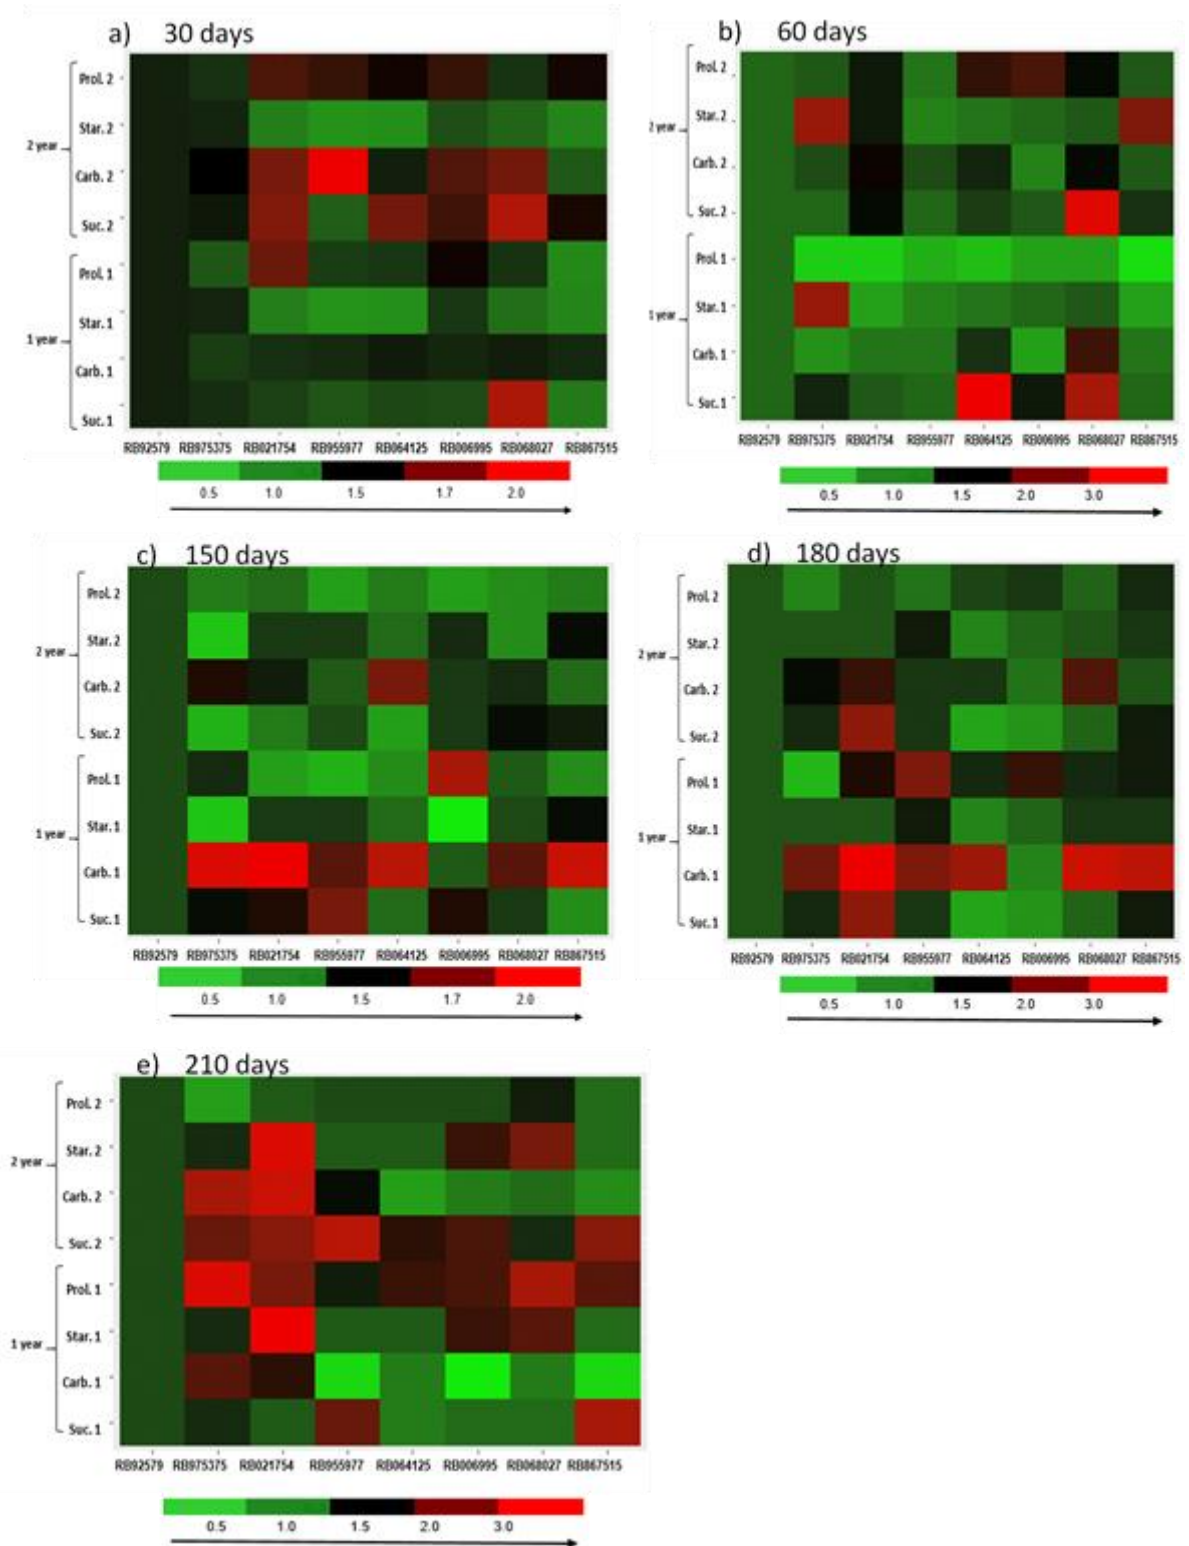 a) 30 days
Prol. 2
Star. 2
2 year
Carb. 2
Suc. 2
Prol. 1
Star. 1
1 year
Carb. 1
Suc. 1
RB92579 RB975375 RB021754 RB955977 RB064125 RB006995 RB068027 RB867515
0.5 1.0 1.5 1.7 2.0
b) 60 days
Prol. 2
Star. 2
2 year
Carb. 2
Suc. 2
Prol. 1
Star. 1
1 year
Carb. 1
Suc. 1
RB92579 RB975375 RB021754 RB955977 RB064125 RB006995 RB068027 RB867515
0.5 1.0 1.5 2.0 3.0
c) 150 days
Prol. 2
Star. 2
2 year
Carb. 2
Suc. 2
Prol. 1
Star. 1
1 year
Carb. 1
Suc. 1
RB92579 RB975375 RB021754 RB955977 RB064125 RB006995 RB068027 RB867515
0.5 1.0 1.5 1.7 2.0
d) 180 days
Prol. 2
Star. 2
2 year
Carb. 2
Suc. 2
Prol. 1
Star. 1
1 year
Carb. 1
Suc. 1
RB92579 RB975375 RB021754 RB955977 RB064125 RB006995 RB068027 RB867515
0.5 1.0 1.5 2.0 3.0
e) 210 days
Prol. 2
Star. 2
2 year
Carb. 2
Suc. 2
Prol. 1
Star. 1
1 year
Carb. 1
Suc. 1
RB92579 RB975375 RB021754 RB955977 RB064125 RB006995 RB068027 RB867515
0.5 1.0 1.5 2.0 3.0